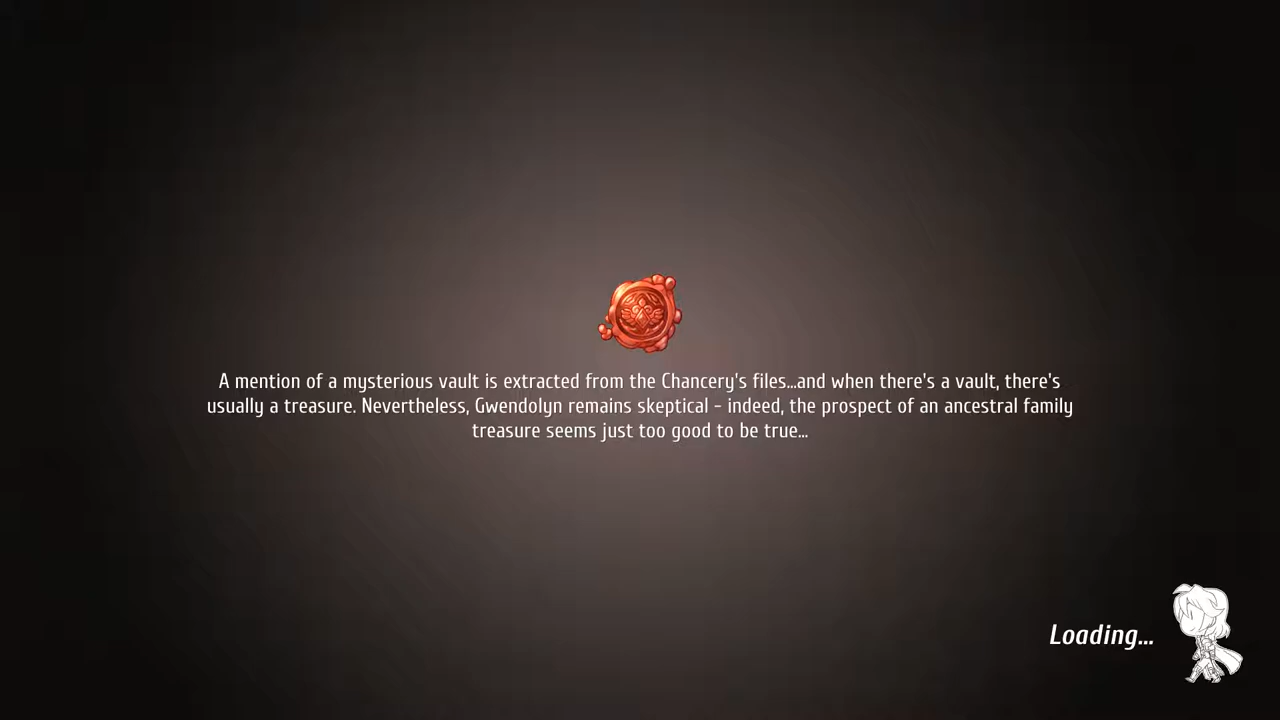 A mention of a mysterious vault is extracted from the Chancery's files...and when there's a vault, there's
usually a treasure. Nevertheless, Gwendolyn remains skeptical - indeed, the prospect of an ancestral family
treasure seems just too good to be true...
Loading...